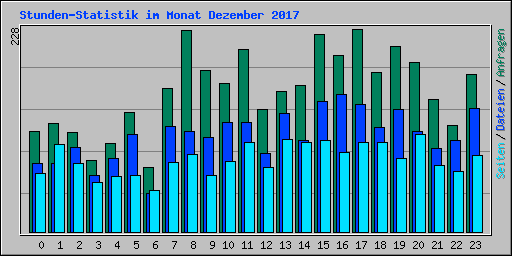 Stunden-Statistik im Monat Dezember 2017
228
Seiten / Dateien / Anfragen
0 1 2 3 4 5 6 7 8 9 10 11 12 13 14 15 16 17 18 19 20 21 22 23